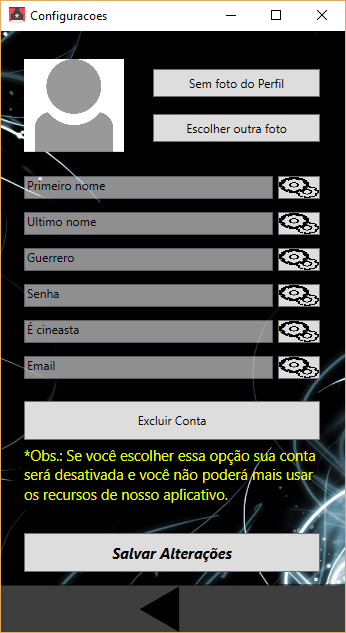 Configuracoes
Sem foto do Perfil
Escolher outra foto
Primeiro nome
Ultimo nome
Guerrero
Senha
É cineasta
Email
Excluir Conta
*Obs.: Se você escolher essa opção sua conta
será desativada e você não poderá mais usar
os recursos de nosso aplicativo.
Salvar Alterações